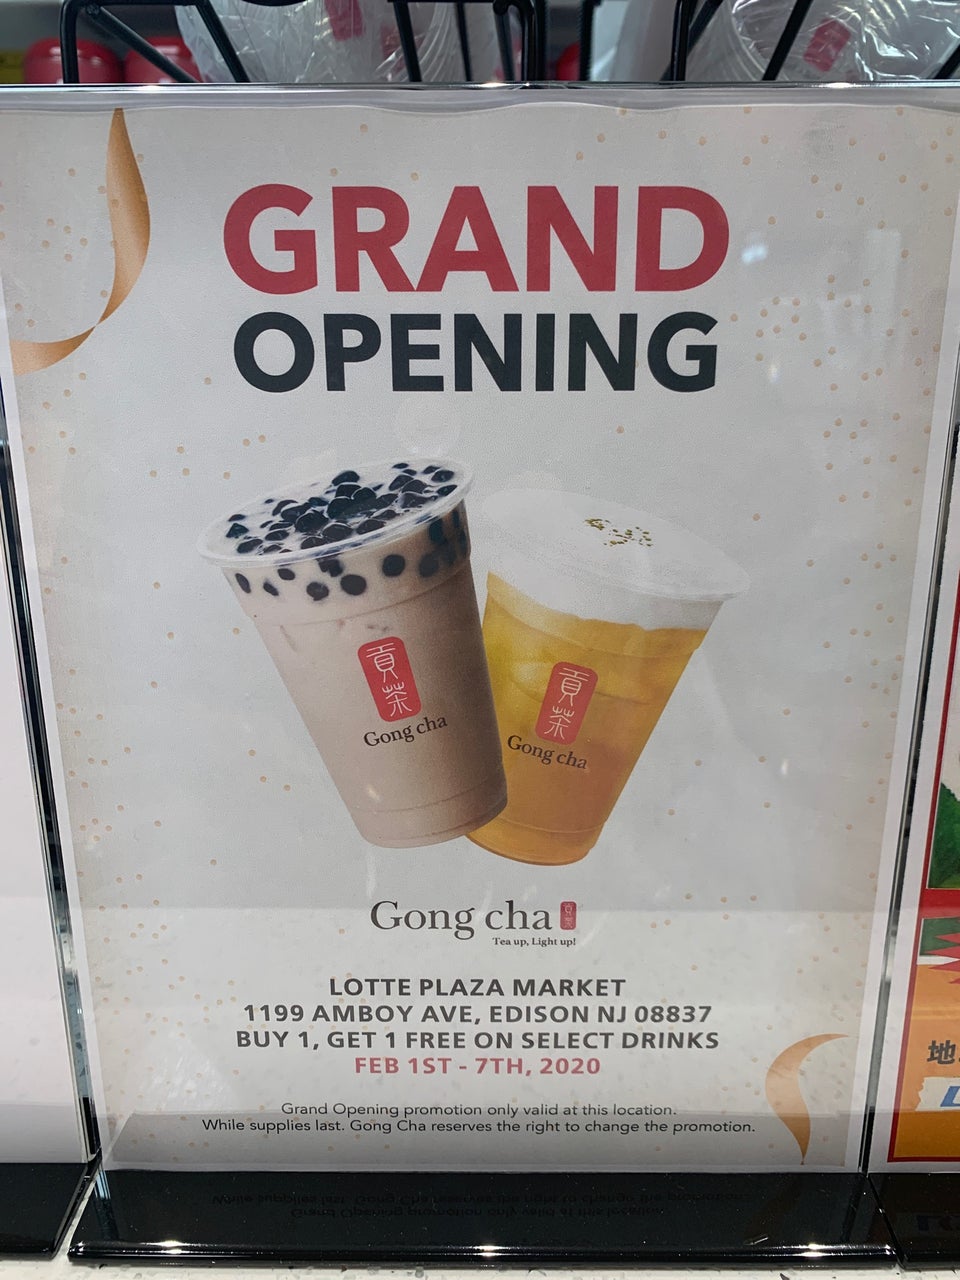 GRAND
OPENING
貢茶
Gong cha
貢茶
Gong cha
Gong cha
Tea up, Light up!
LOTTE PLAZA MARKET
1199 AMBOY AVE, EDISON NJ 08837
BUY 1, GET 1 FREE ON SELECT DRINKS
FEB 1ST - 7TH, 2020
Grand Opening promotion only valid at this location.
While supplies last. Gong Cha reserves the right to change the promotion.
地